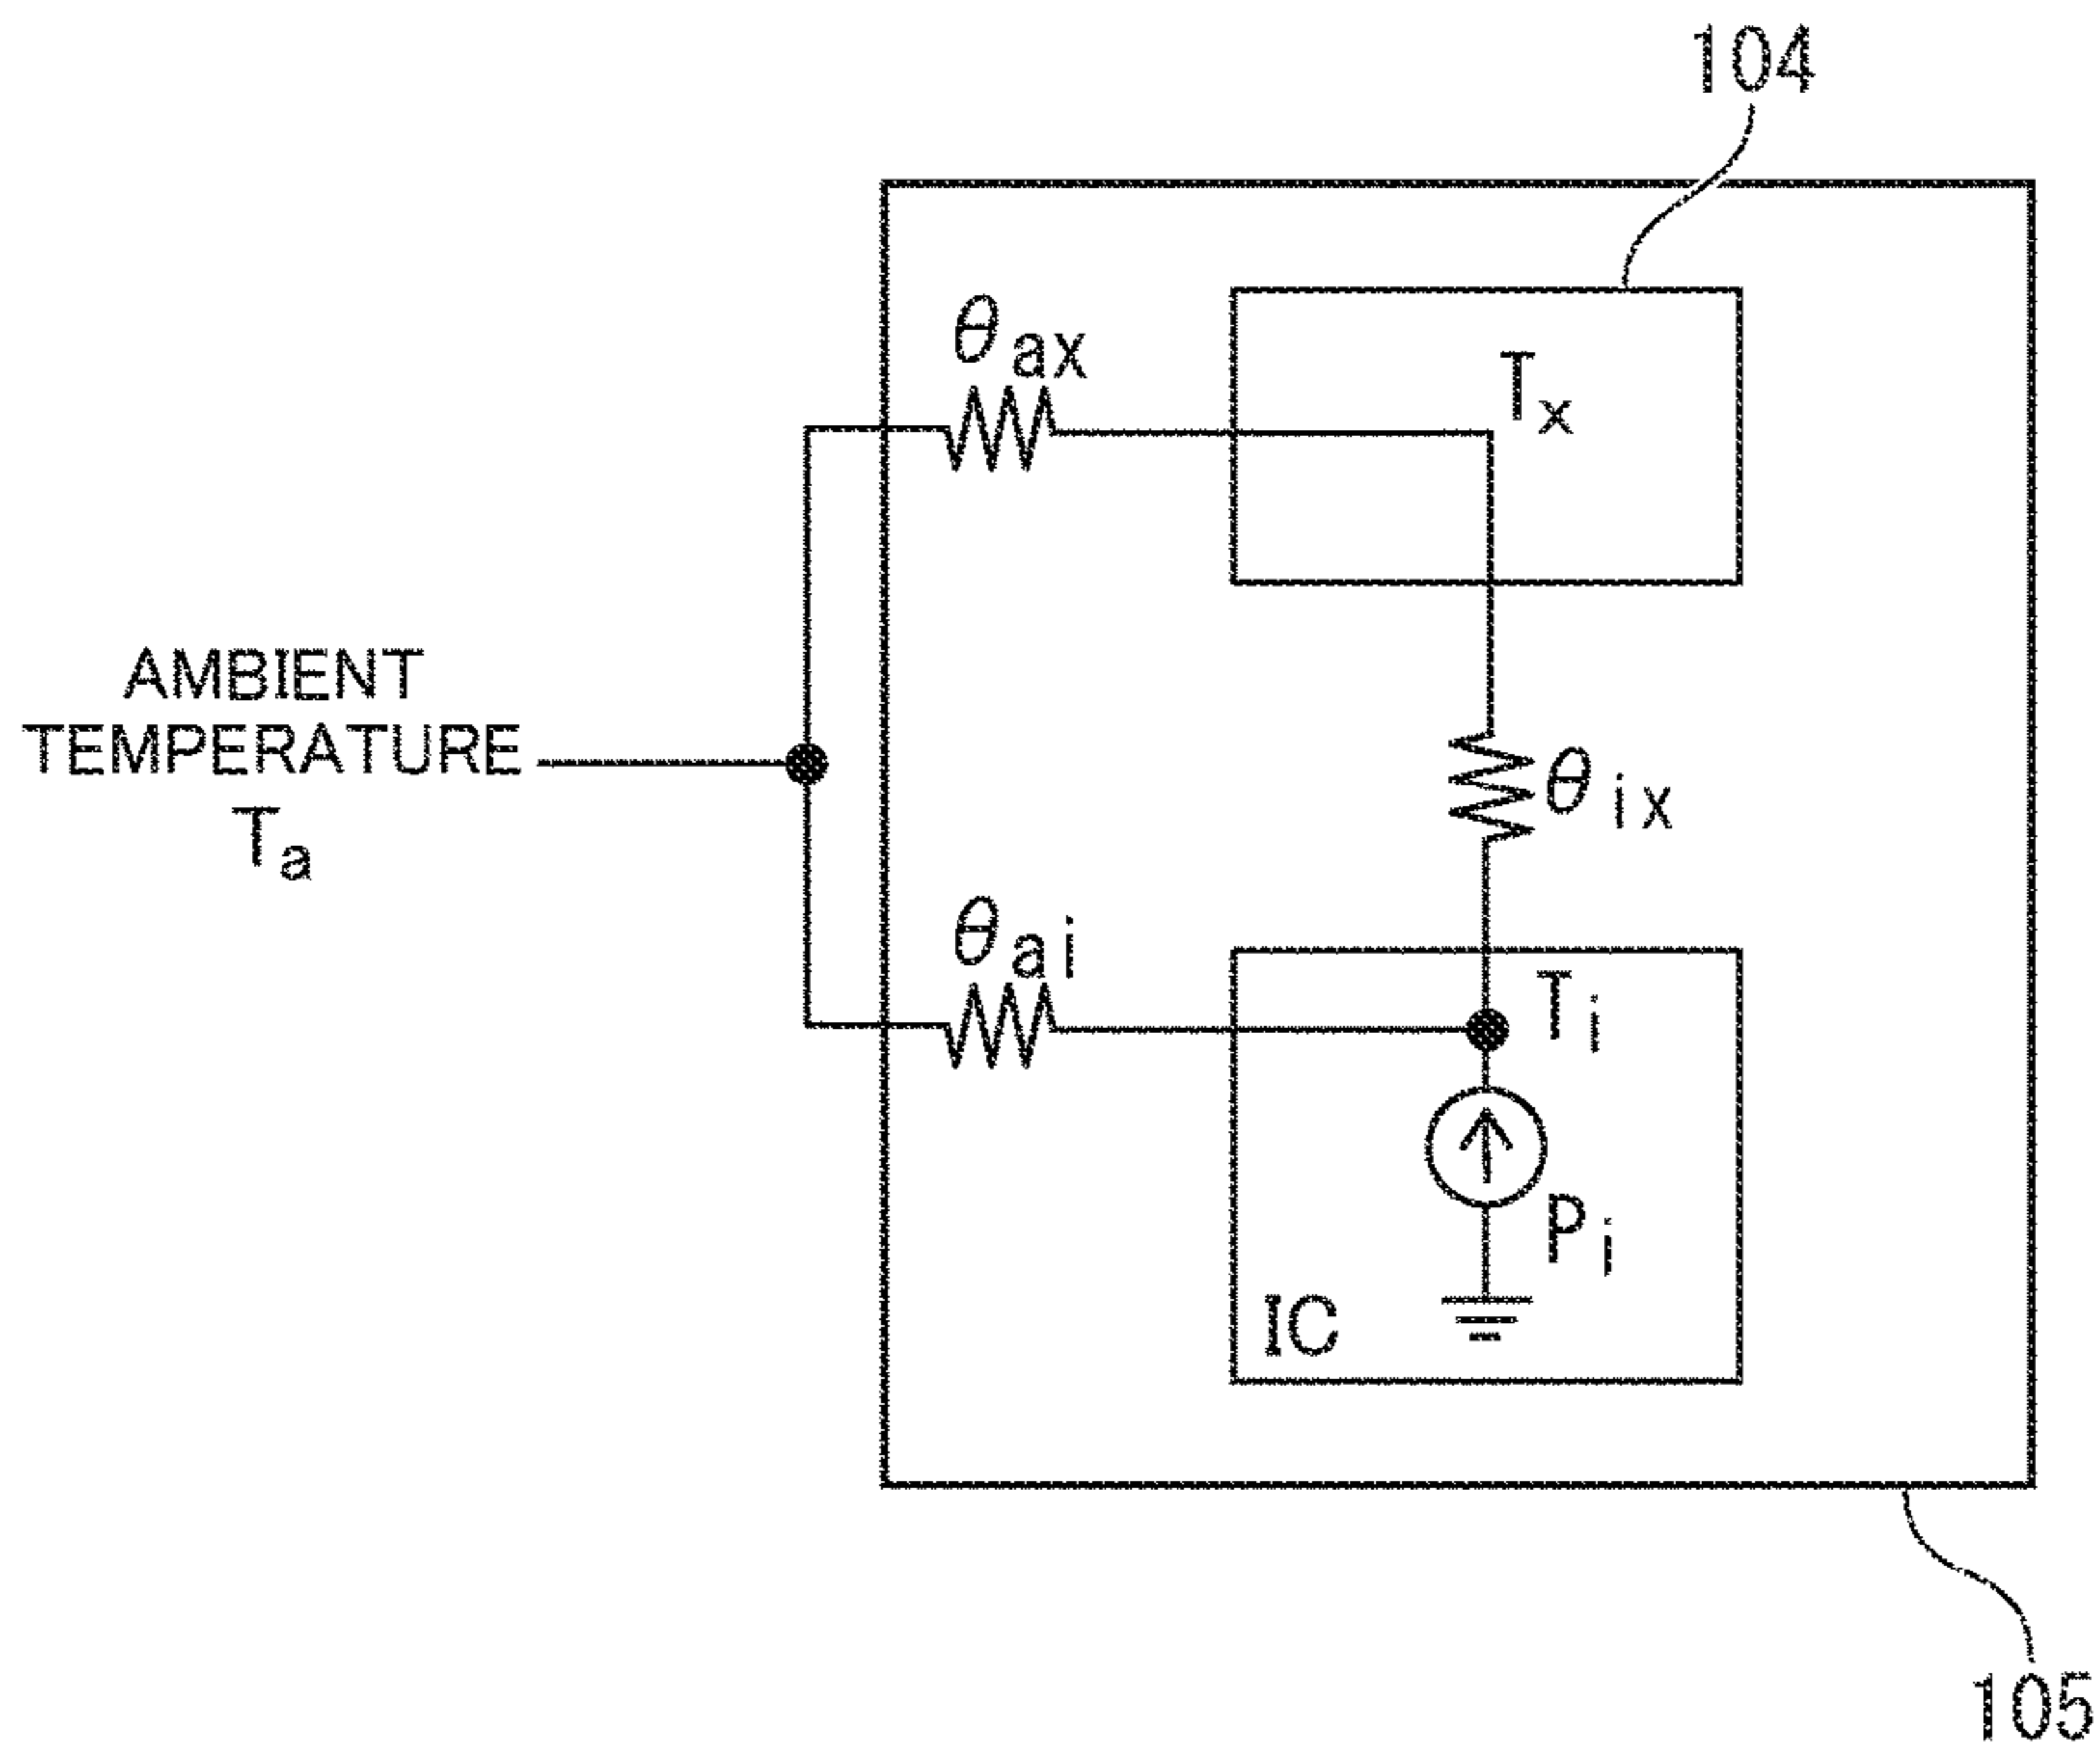 104
θax
Tx
AMBIENT
TEMPERATURE
Ta
θix
θai
Ti
Pi
IC
105